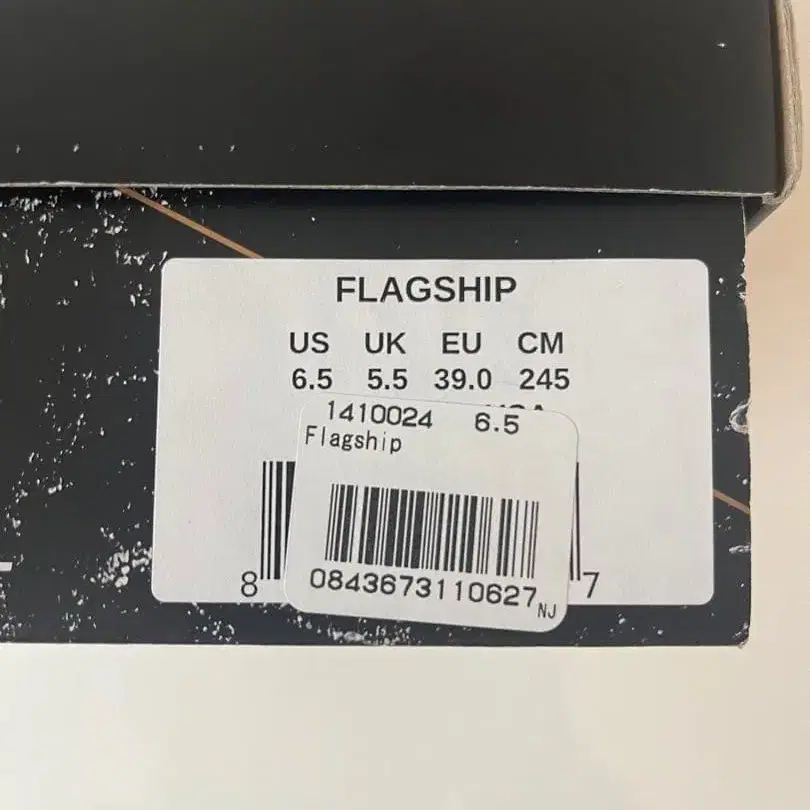 FLAGSHIP
US UK EU CM
6.5 5.5 39.0 245
1410024 6.5
Flagship
8 7
0843673110627 NJ